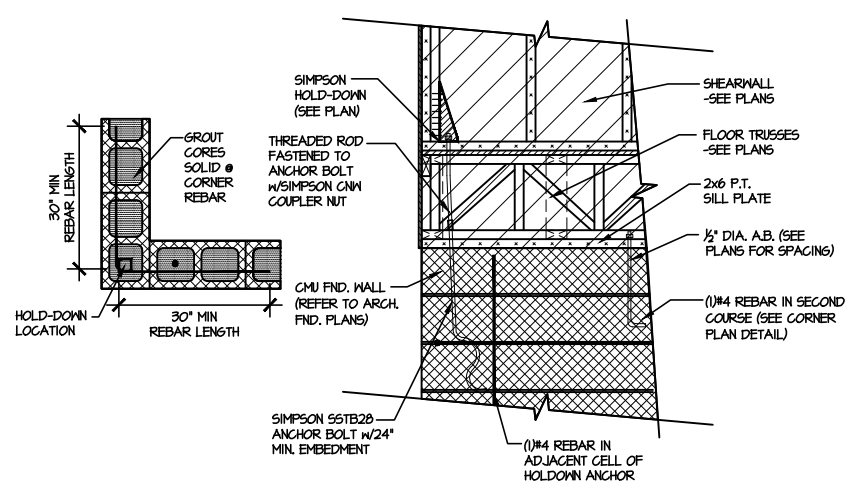 GROUT
CORES
SOLID @
CORNER
REBAR
30" MIN
REBAR LENGTH
HOLD-DOWN
LOCATION
30" MIN
REBAR LENGTH
SIMPSON
HOLD-DOWN
(SEE PLAN)
THREADED ROD
FASTENED TO
ANCHOR BOLT
w/SIMPSON CNW
COUPLER NUT
CMU FND. WALL
(REFER TO ARCH.
FND. PLANS)
SIMPSON SSTB28
ANCHOR BOLT w/24"
MIN. EMBEDMENT
SHEARWALL
-SEE PLANS
FLOOR TRUSSES
-SEE PLANS
2x6 P.T.
SILL PLATE
½" DIA. A.B. (SEE
PLANS FOR SPACING)
(1)#4 REBAR IN SECOND
COURSE (SEE CORNER
PLAN DETAIL)
(1)#4 REBAR IN
ADJACENT CELL OF
HOLDOWN ANCHOR